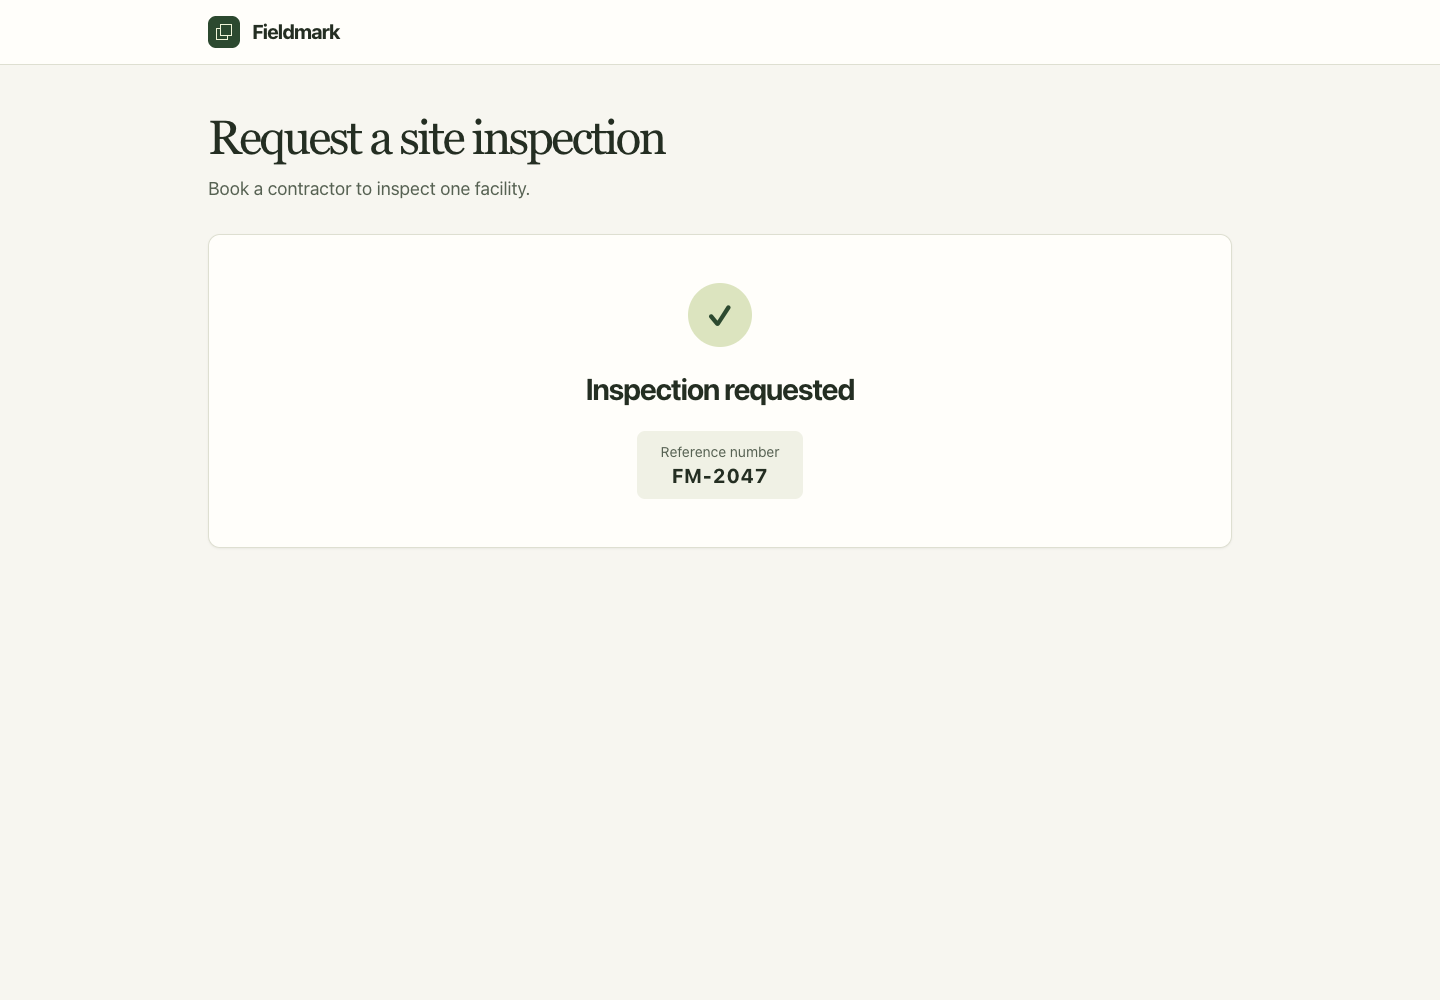 Fieldmark
Request a site inspection
Book a contractor to inspect one facility.
Inspection requested
Reference number
FM-2047